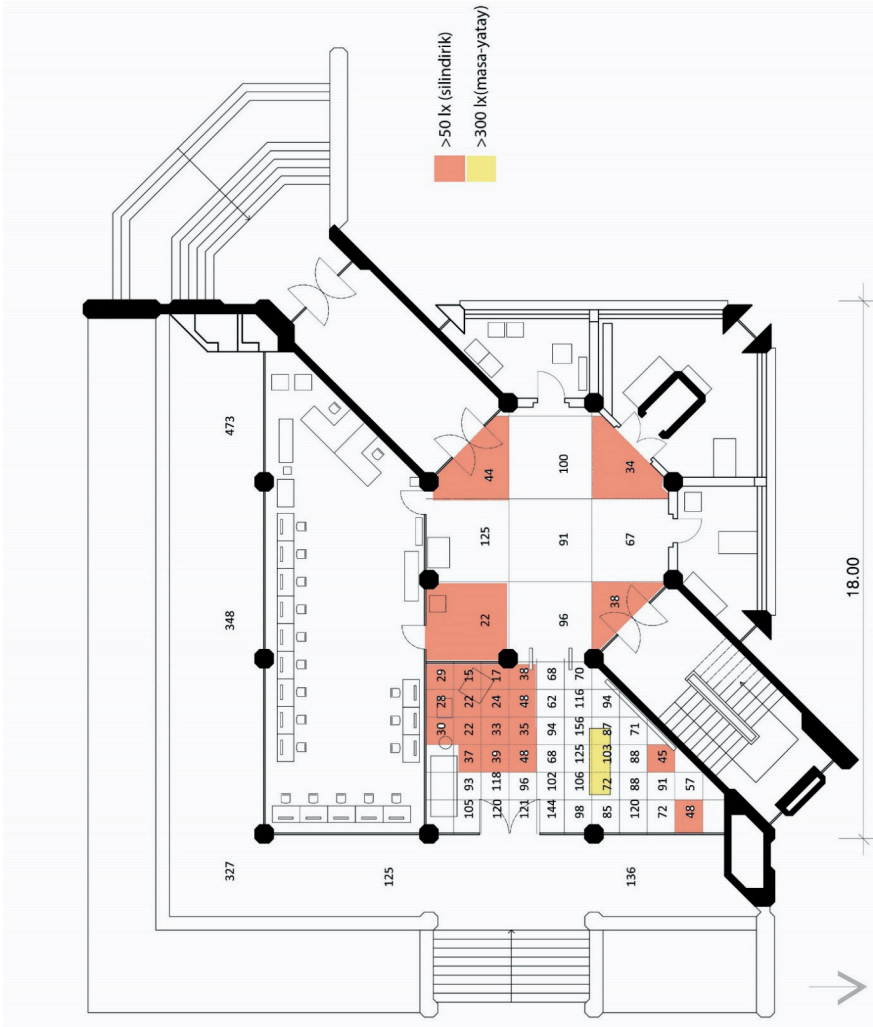 327 348 473
125
30 28 29
105 93 37 22 22 15
120 118 39 33 24 17 22 125 44
121 96 48 35 48 38
144 102 68 94 62 68
98 106 125 156 116 70 96 91 100
85 72 103 87 94 38
136 120 88 88 71 67 34
72 91 45
48 57
>50 lx (silindirik)
>300 lx(masa-yatay)
18.00